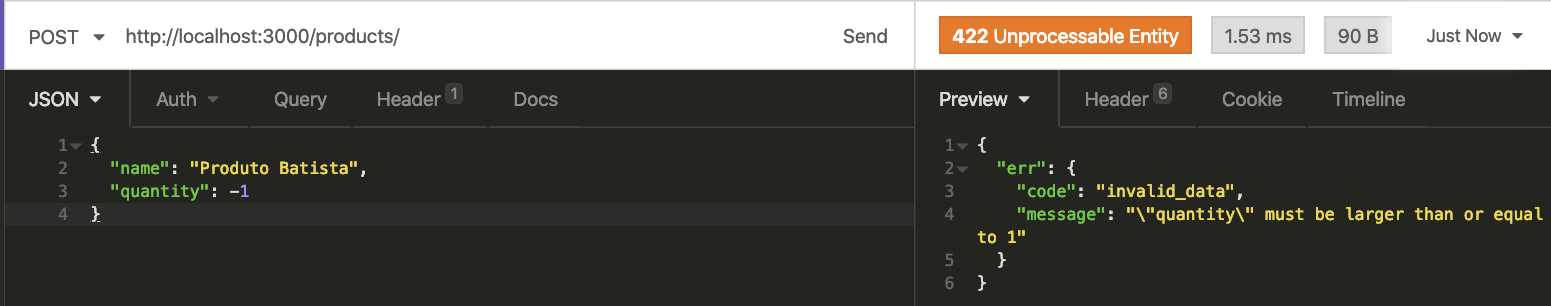 POST http://localhost:3000/products/ Send 422 Unprocessable Entity 1.53 ms 90 B Just Now
JSON Auth Query Header 1 Docs Preview Header 6 Cookie Timeline
1 {
2 "name": "Produto Batista",
3 "quantity": -1
4 }
1 {
2 "err": {
3 "code": "invalid_data",
4 "message": "\"quantity\" must be larger than or equal
to 1"
5 }
6 }